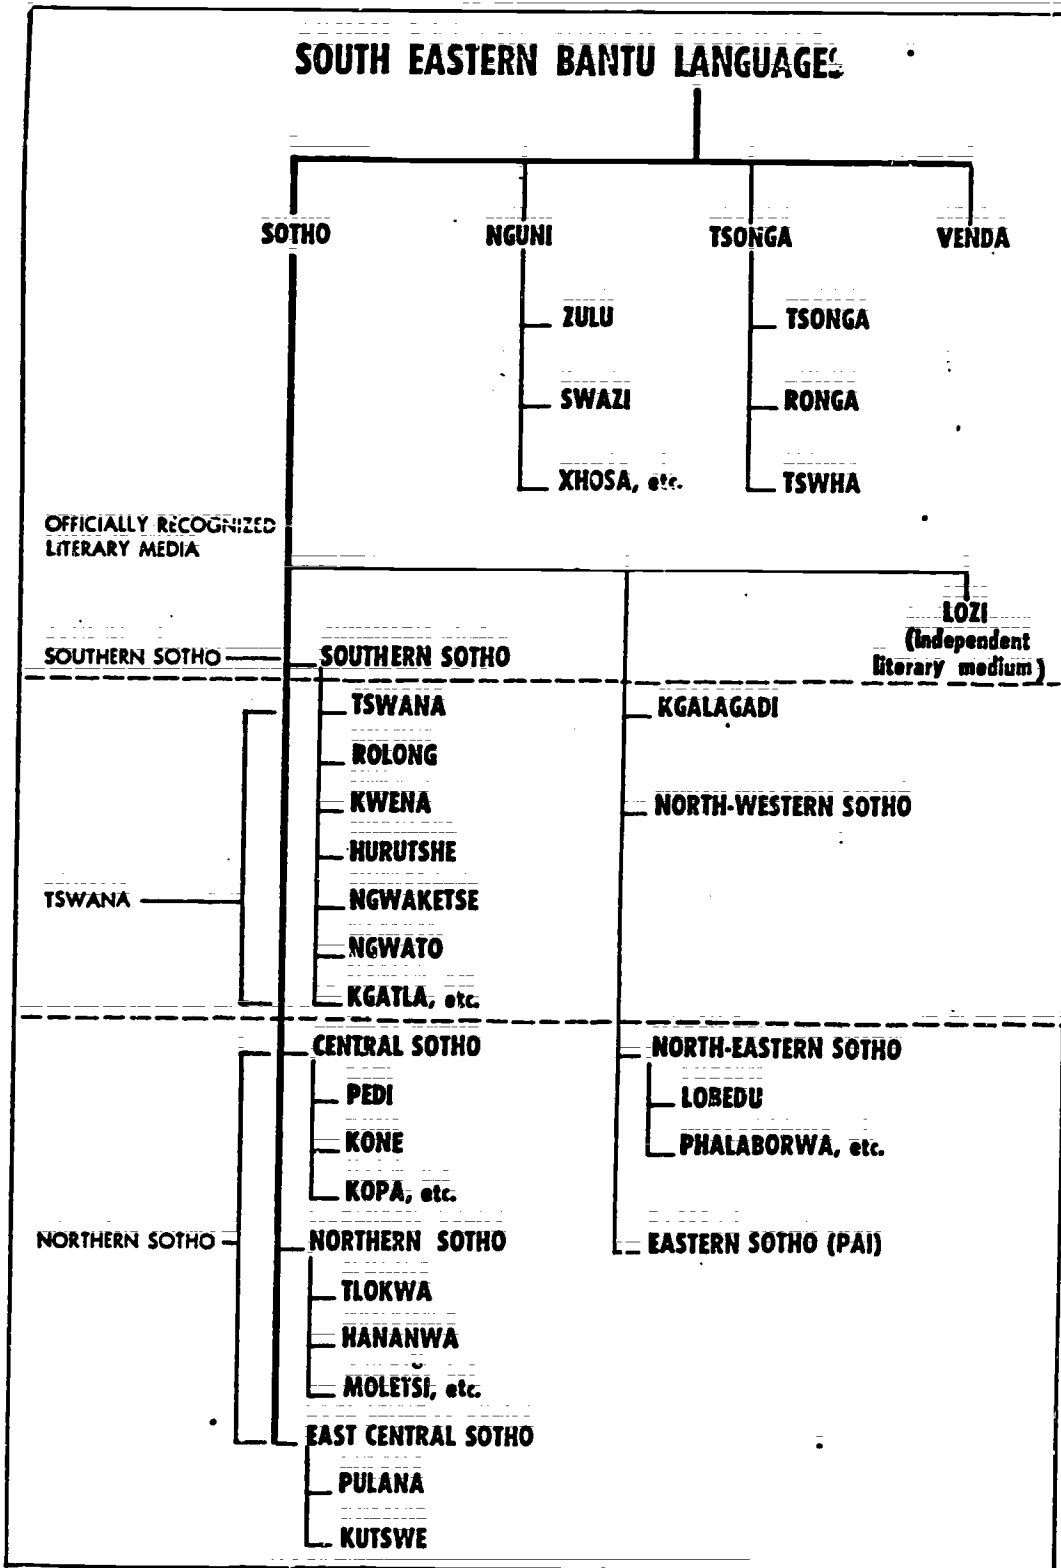 SOUTH EASTERN BANTU LANGUAGES
SOTHO
NGUNI
TSONGA
VENDA
ZULU
SWAZI
XHOSA, etc.
TSONGA
RONGA
TSWHA
OFFICIALLY RECOGNIZED
LITERARY MEDIA
LOZI
(Independent
literary medium)
SOUTHERN SOTHO
SOUTHERN SOTHO
TSWANA
TSWANA
ROLONG
KWENA
HURUTSHE
NGWAKETSE
NGWATO
KGATLA, etc.
KGALAGADI
NORTH-WESTERN SOTHO
NORTHERN SOTHO
CENTRAL SOTHO
PEDI
KONE
KOPA, etc.
NORTHERN SOTHO
TLOKWA
HANANWA
MOLETŠI, etc.
EAST CENTRAL SOTHO
PULANA
KUTSWE
NORTH-EASTERN SOTHO
LOBEDU
PHALABORWA, etc.
EASTERN SOTHO (PAI)